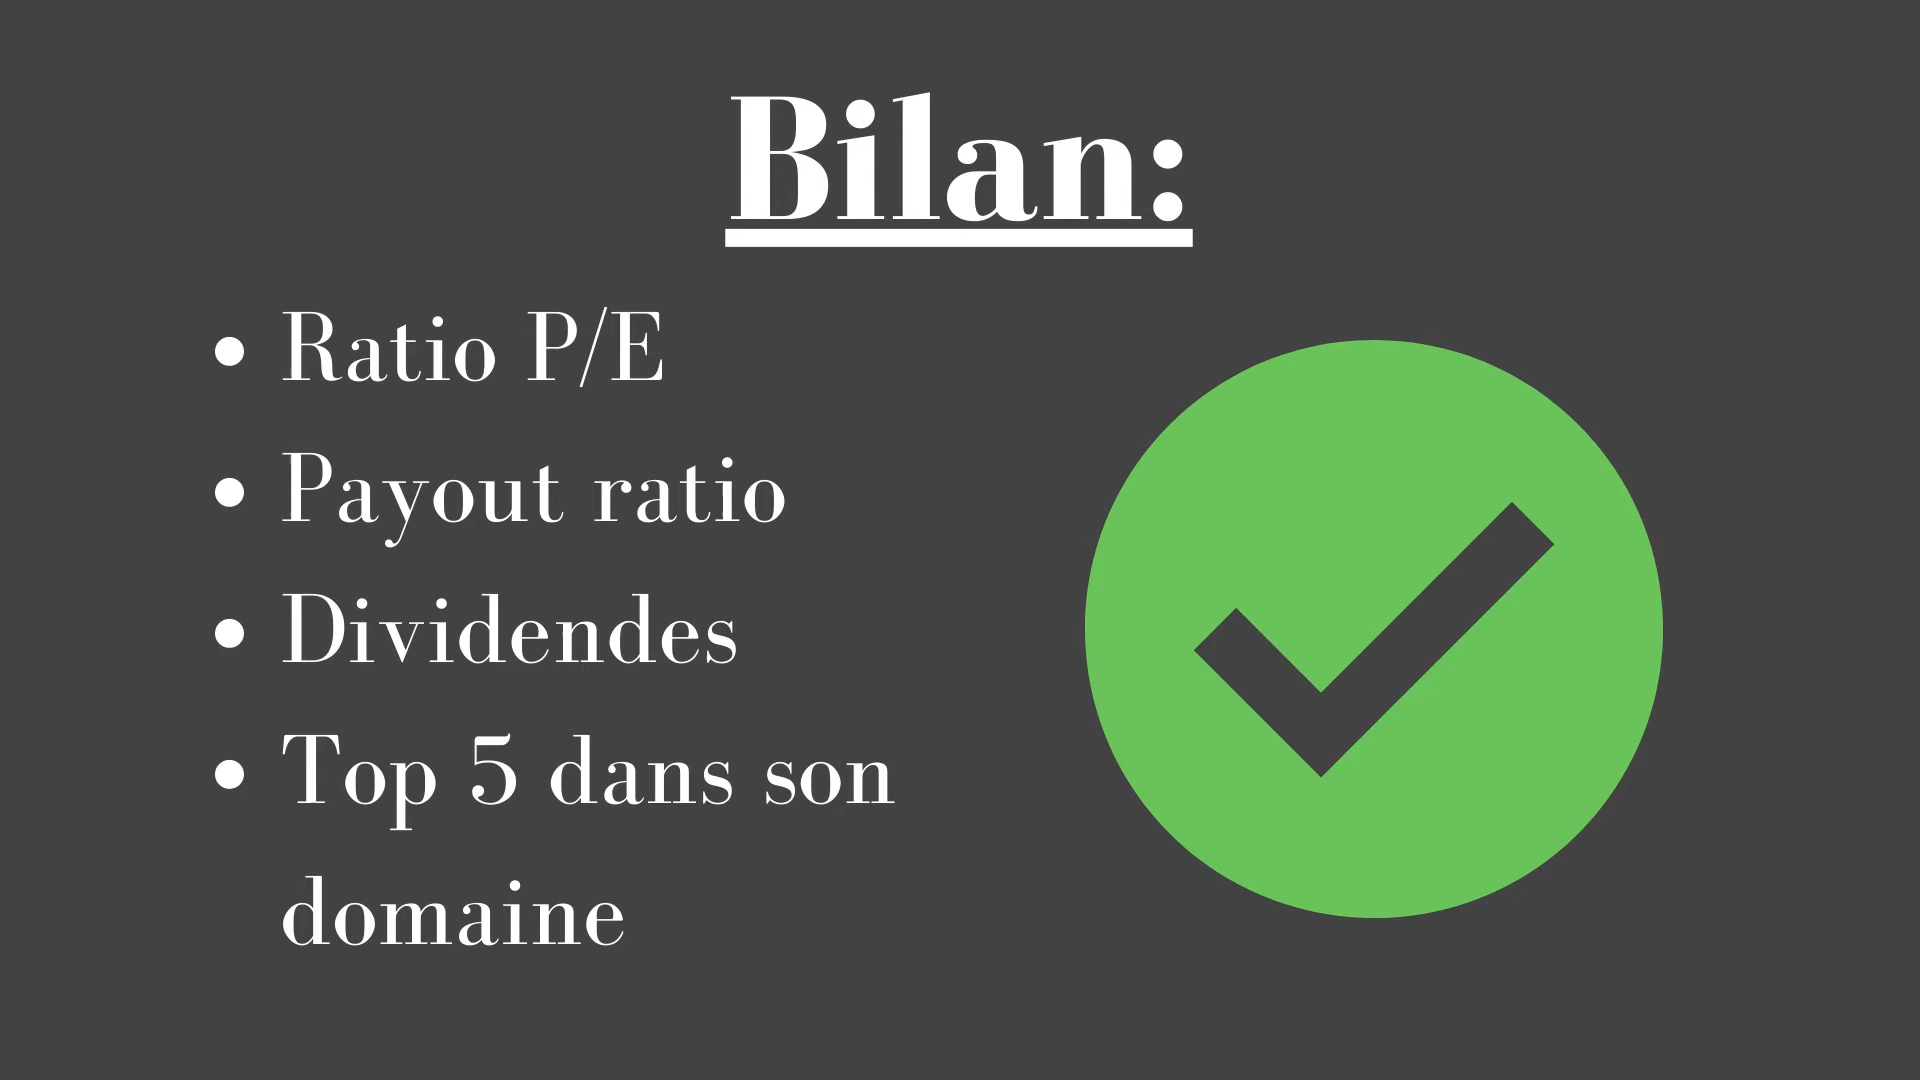 Bilan:
• Ratio P/E
• Payout ratio
• Dividendes
• Top 5 dans son
domaine